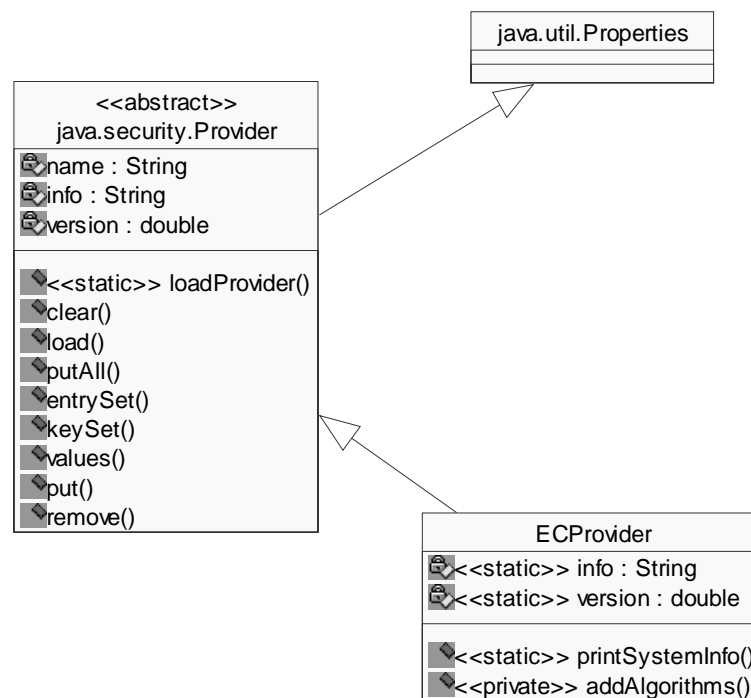 java.util.Properties
<<abstract>>
java.security.Provider
name : String
info : String
version : double
<<static>> loadProvider()
clear()
load()
putAll()
entrySet()
keySet()
values()
put()
remove()
ECProvider
<<static>> info : String
<<static>> version : double
<<static>> printSystemInfo()
<<private>> addAlgorithms()